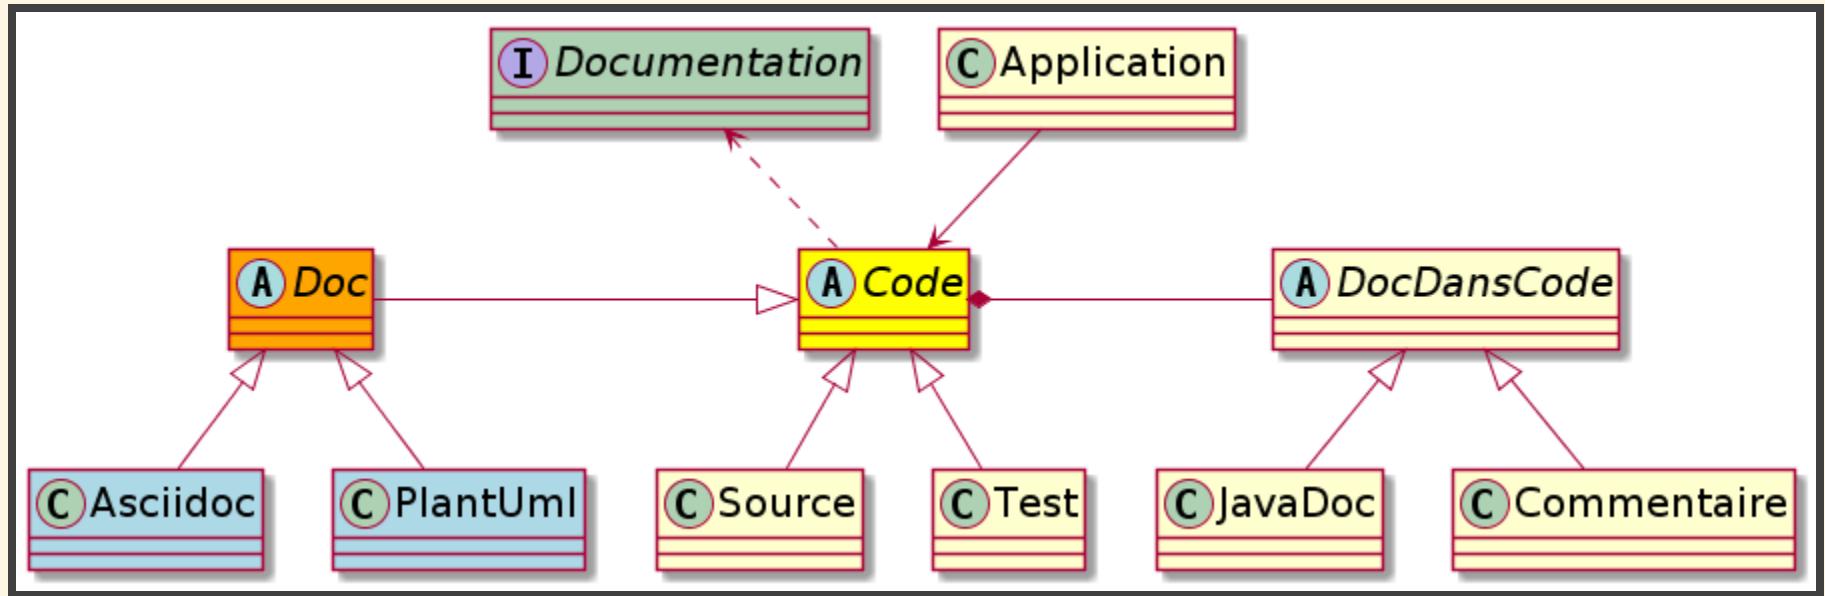 I Documentation
C Application
A Doc
A Code
A DocDansCode
C Asciidoc
C PlantUml
C Source
C Test
C JavaDoc
C Commentaire